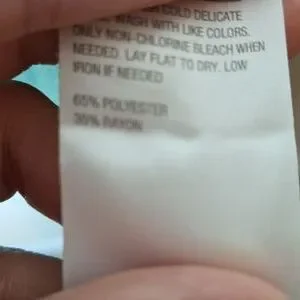 COLD DELICATE
WASH WITH LIKE COLORS.
ONLY NON-CHLORINE BLEACH WHEN
NEEDED. LAY FLAT TO DRY. LOW
IRON IF NEEDED
65% POLYESTER
35% RAYON